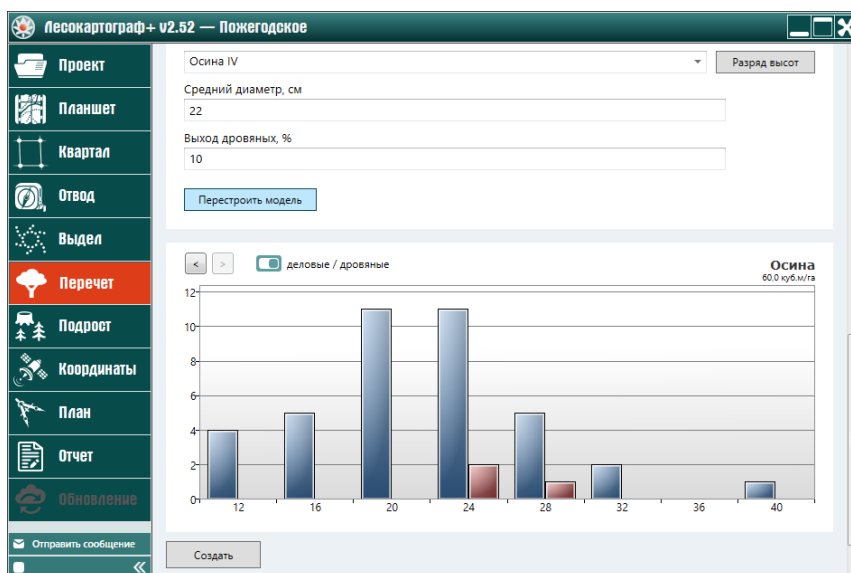 Лесокартограф+ v2.52 — Пожегодское
Проект
Планшет
Квартал
Отвод
Выдел
Перечет
Подрост
Координаты
План
Отчет
Обновление
Отправить сообщение
Осина IV
Разряд высот
Средний диаметр, см
22
Выход дровяных, %
10
Перестроить модель
< >
деловые / дровяные
Осина
60,0 куб.м/га
12
10
8
6
4
2
0
12 16 20 24 28 32 36 40
Создать